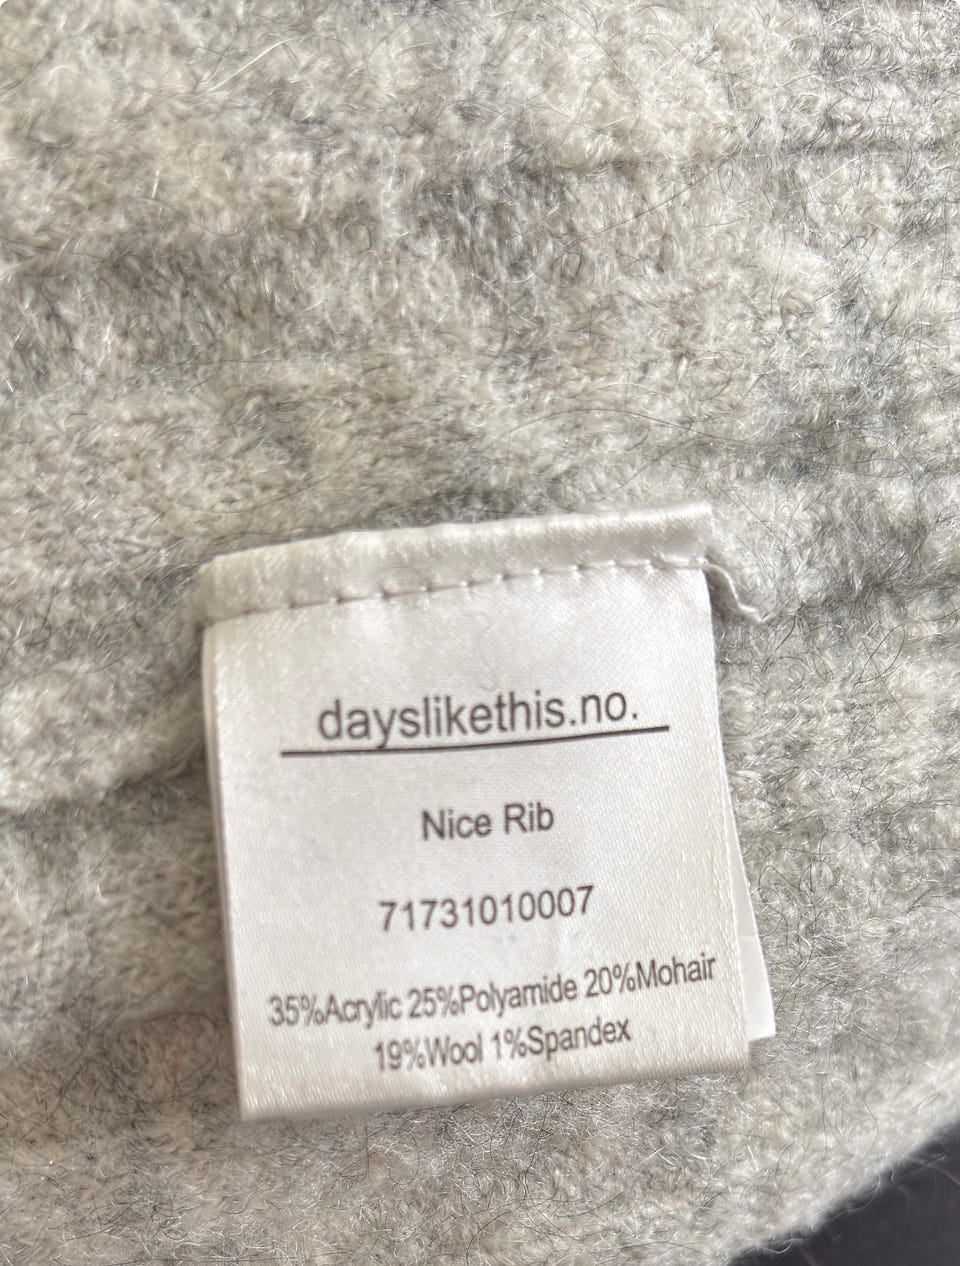 dayslikethis.no.
Nice Rib
71731010007
35%Acrylic 25%Polyamide 20%Mohair
19%Wool 1%Spandex